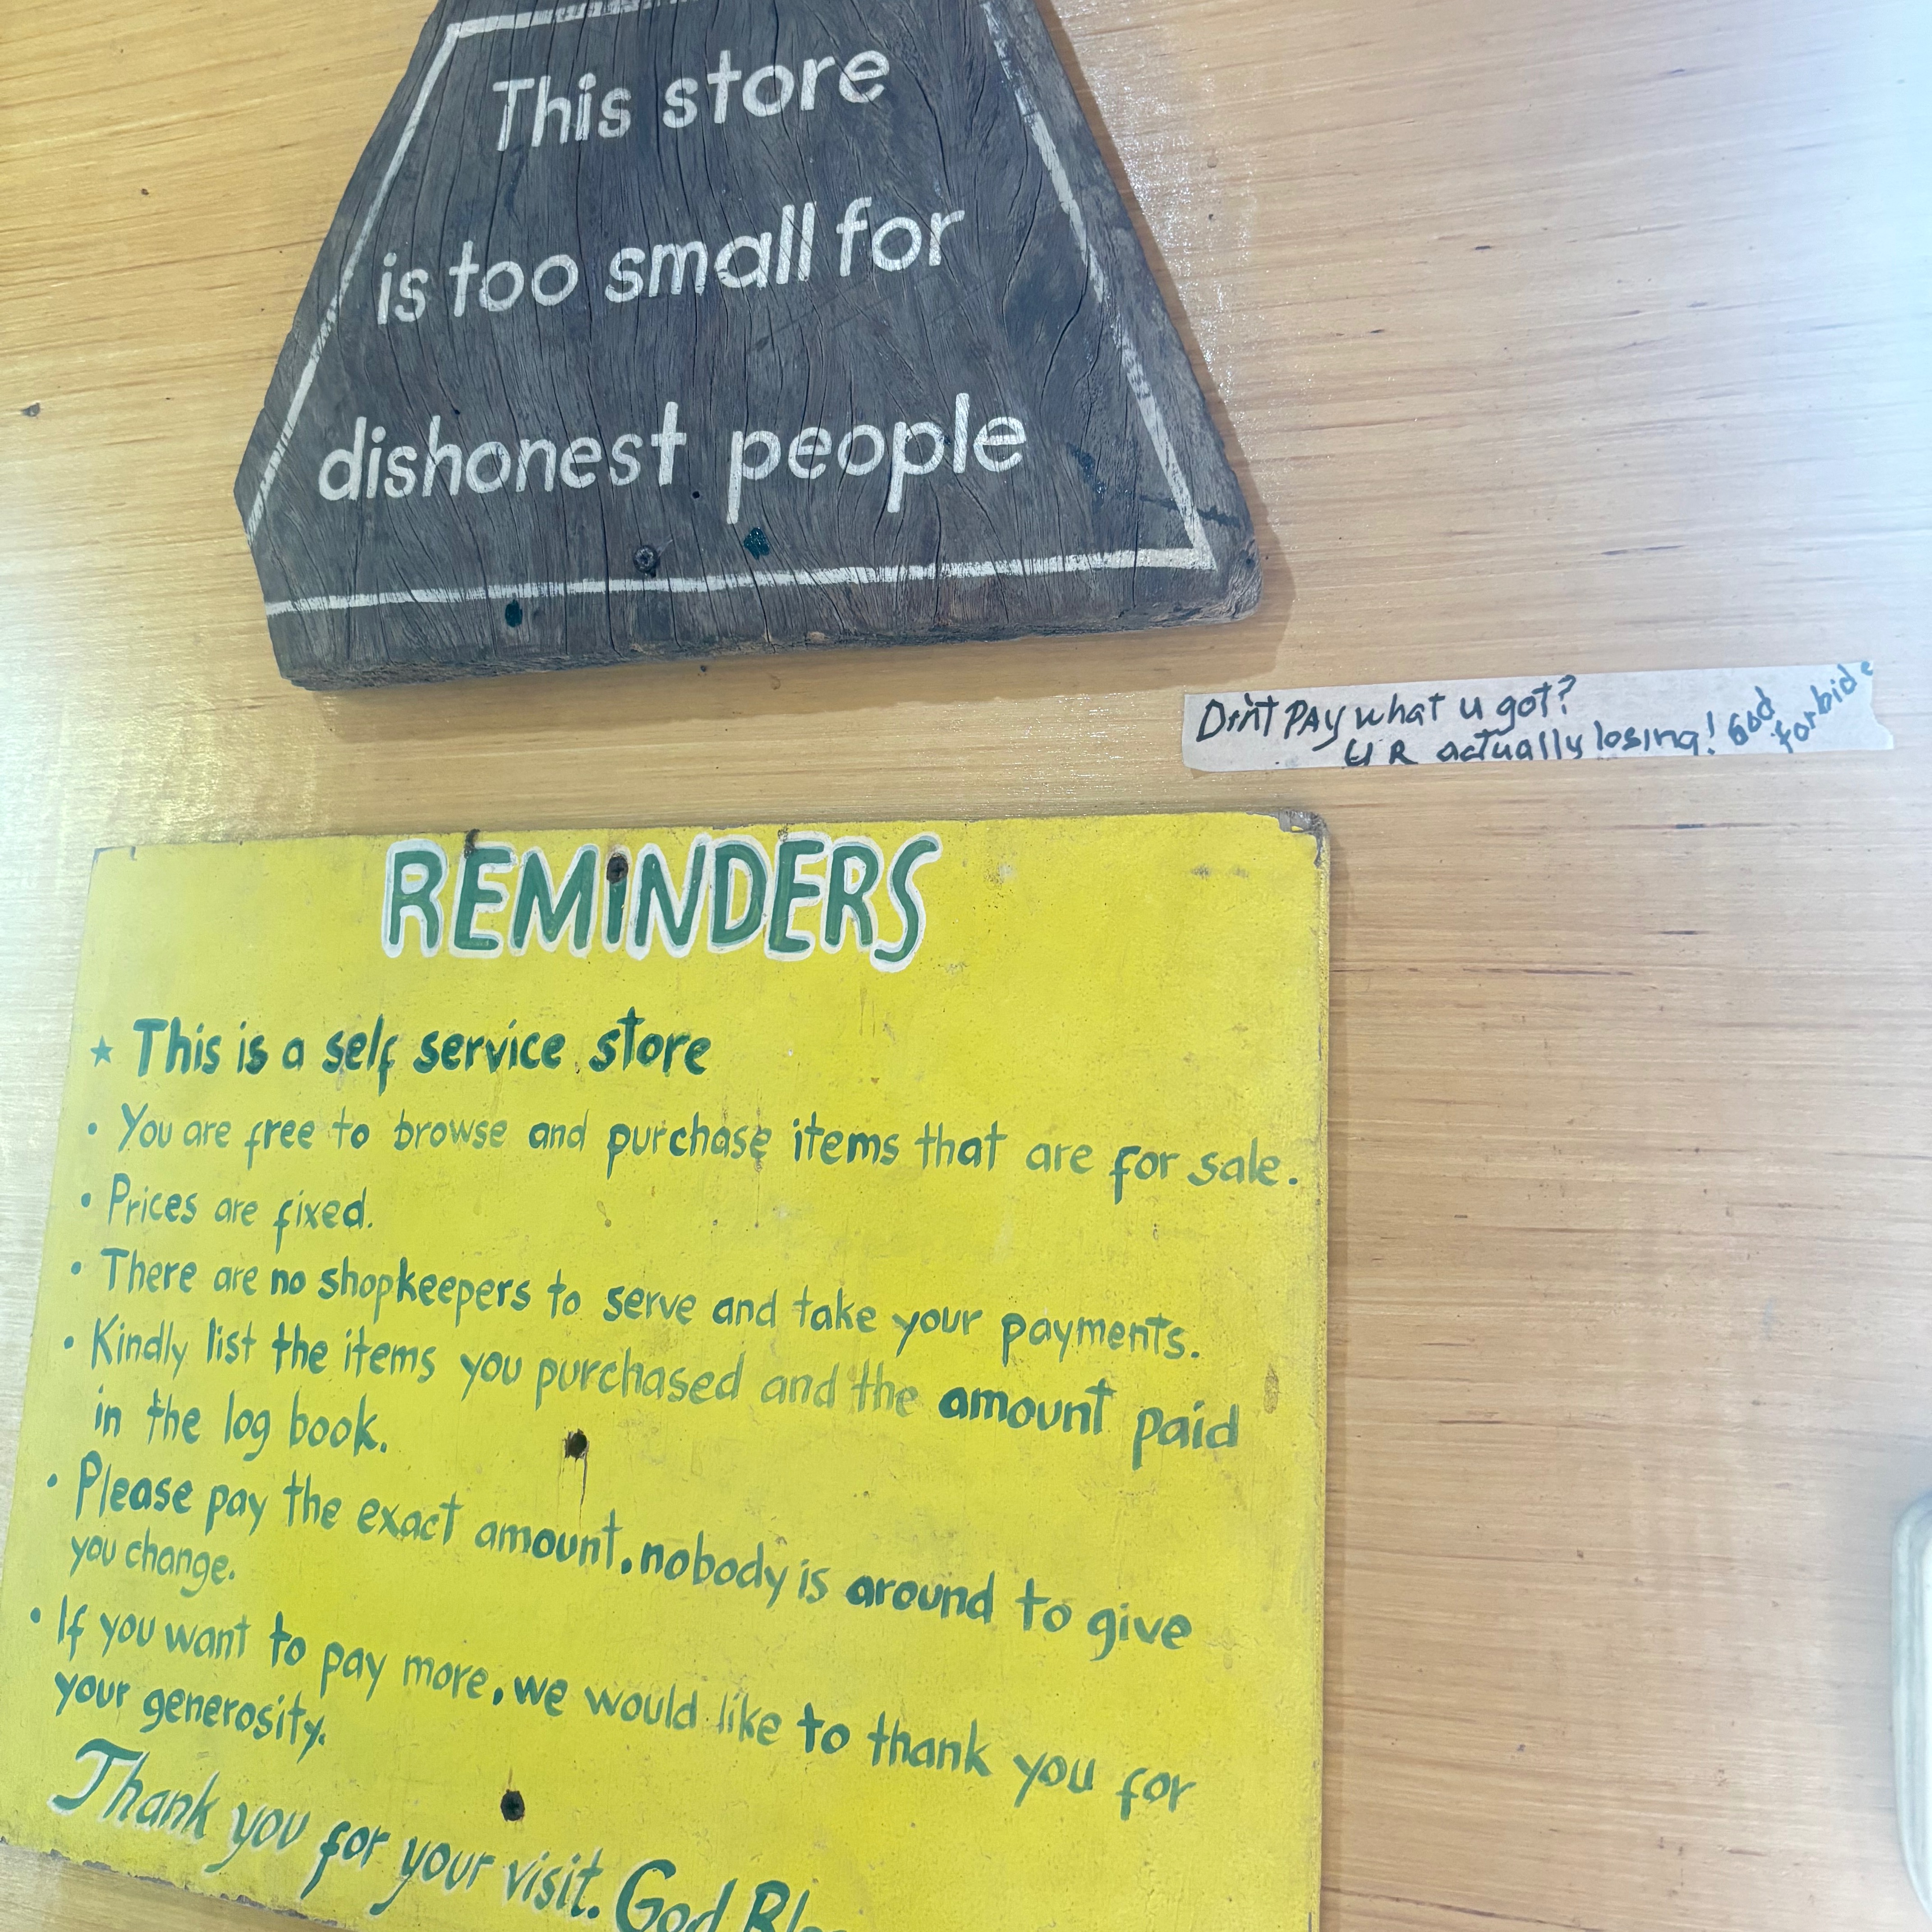 This store
is too small for
dishonest people
Don't PAY what u got?
U R actually losing! God forbide
REMINDERS
★ This is a self service store
• You are free to browse and purchase items that are for sale.
• Prices are fixed.
• There are no shopkeepers to serve and take your payments.
• Kindly list the items you purchased and the amount paid
in the log book.
• Please pay the exact amount, nobody is around to give
you change.
• If you want to pay more, we would like to thank you for
your generosity.
Thank you for your visit. God